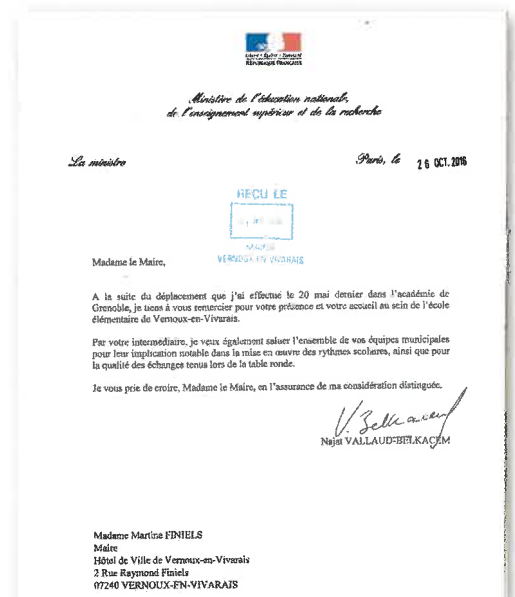 Liberté • Égalité • Fraternité
RÉPUBLIQUE FRANÇAISE
Ministère de l'éducation nationale,
de l'enseignement supérieur et de la recherche
La ministre
Paris, le 26 OCT. 2016
REÇU LE
MAIRIE
VERNOUX-EN-VIVARAIS
Madame le Maire,
A la suite du déplacement que j'ai effectué le 20 mai dernier dans l'académie de
Grenoble, je tiens à vous remercier pour votre présence et votre accueil au sein de l'école
élémentaire de Vernoux-en-Vivarais.
Par votre intermédiaire, je veux également saluer l'ensemble de vos équipes municipales
pour leur implication notable dans la mise en œuvre des rythmes scolaires, ainsi que pour
la qualité des échanges tenus lors de la table ronde.
Je vous prie de croire, Madame le Maire, en l'assurance de ma considération distinguée.
V. Belkacem
Najat VALLAUD-BELKACEM
Madame Martine FINIELS
Maire
Hôtel de Ville de Vernoux-en-Vivarais
2 Rue Raymond Finiels
07240 VERNOUX-EN-VIVARAIS